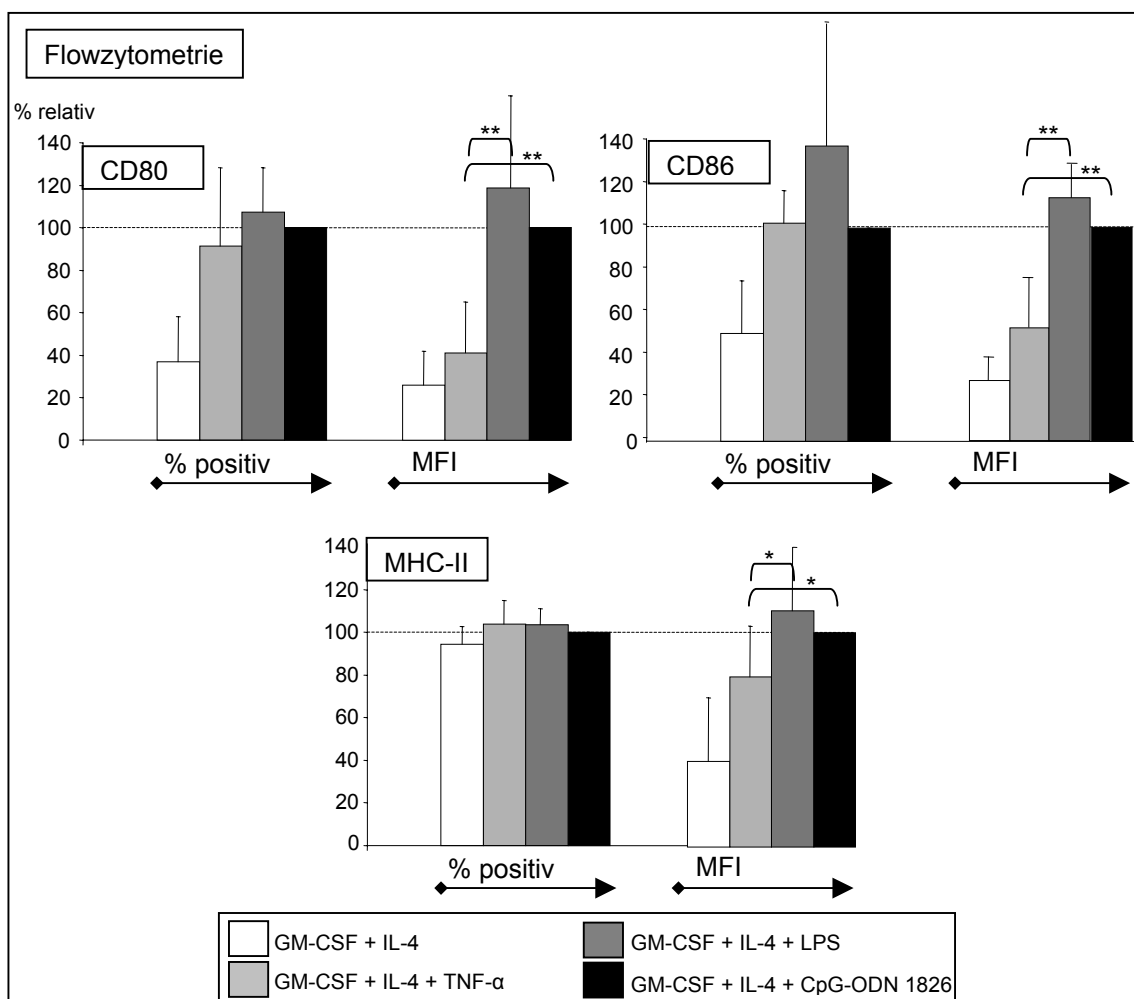 Flowzytometrie
% relativ
140
120
100
80
60
40
20
0
CD80
**
**
% positiv
MFI
140
120
100
80
60
40
20
0
CD86
**
**
% positiv
MFI
140
120
100
80
60
40
20
0
MHC-II
*
*
% positiv
MFI
GM-CSF + IL-4
GM-CSF + IL-4 + LPS
GM-CSF + IL-4 + TNF-α
GM-CSF + IL-4 + CpG-ODN 1826